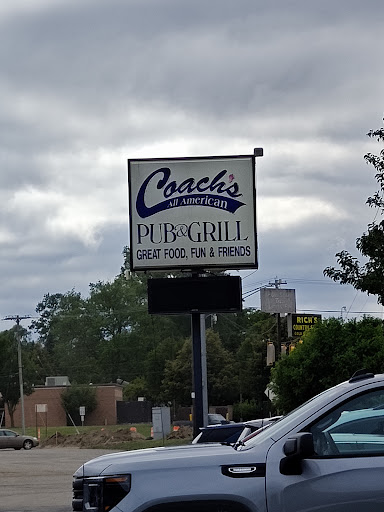 Coach's
All American
PUB & GRILL
GREAT FOOD, FUN & FRIENDS
RICH'S